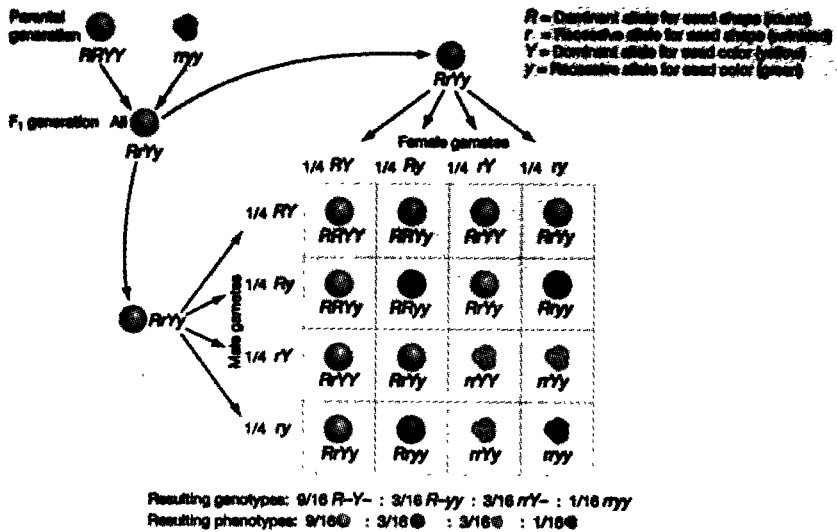 Parental
generation
RRYY rryy
F1 generation All
RrYy
RrYy
R = Dominant allele for seed shape (round)
r = Recessive allele for seed shape (wrinkled)
Y = Dominant allele for seed color (yellow)
y = Recessive allele for seed color (green)
Female gametes
1/4 RY 1/4 Ry 1/4 rY 1/4 ry
1/4 RY
RRYY RRYy RrYY RrYy
1/4 Ry
RRYy RRyy RrYy Rryy
RrYy
Male gametes
1/4 rY
RrYY RrYy rrYY rrYy
1/4 ry
RrYy Rryy rrYy rryy
Resulting genotypes: 9/16 R–Y– : 3/16 R–yy : 3/16 rrY– : 1/16 rryy
Resulting phenotypes: 9/16 : 3/16 : 3/16 : 1/16